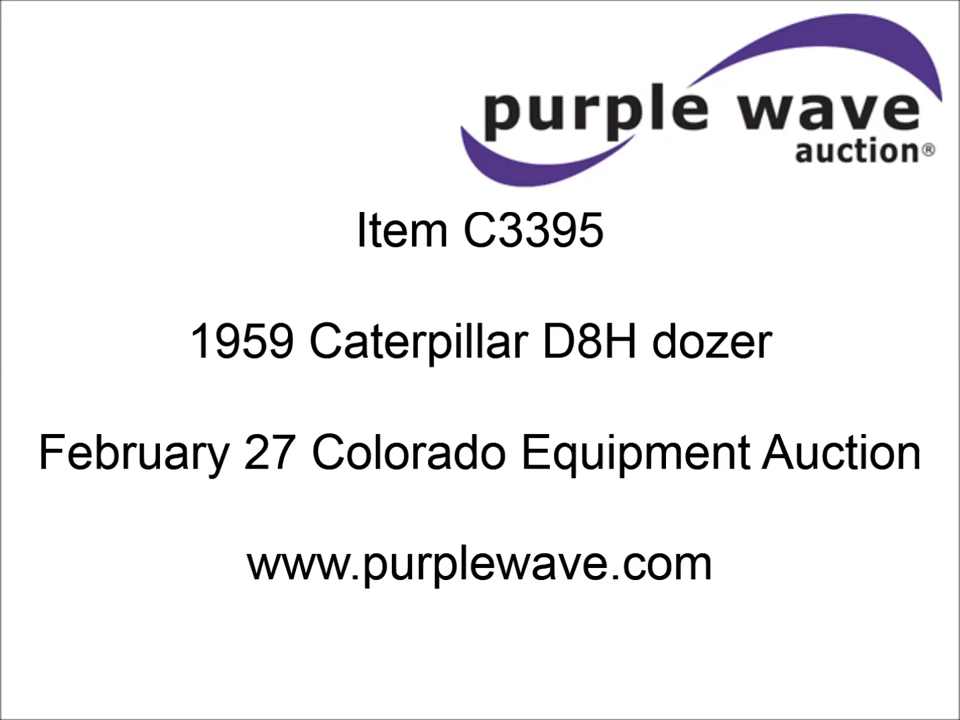 purple wave
auction®
Item C3395
1959 Caterpillar D8H dozer
February 27 Colorado Equipment Auction
www.purplewave.com